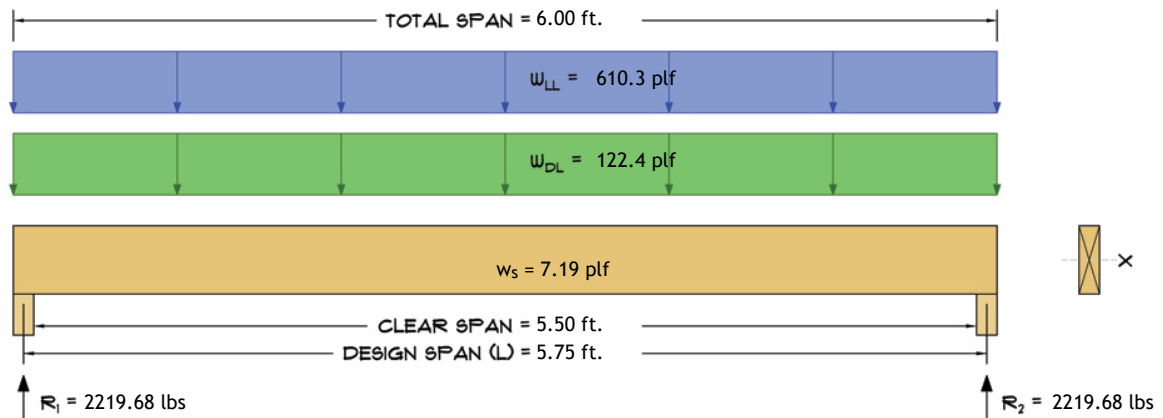 TOTAL SPAN = 6.00 ft.
WLL = 610.3 plf
WDL = 122.4 plf
ws = 7.19 plf
X
CLEAR SPAN = 5.50 ft.
DESIGN SPAN (L) = 5.75 ft.
R1 = 2219.68 lbs
R2 = 2219.68 lbs